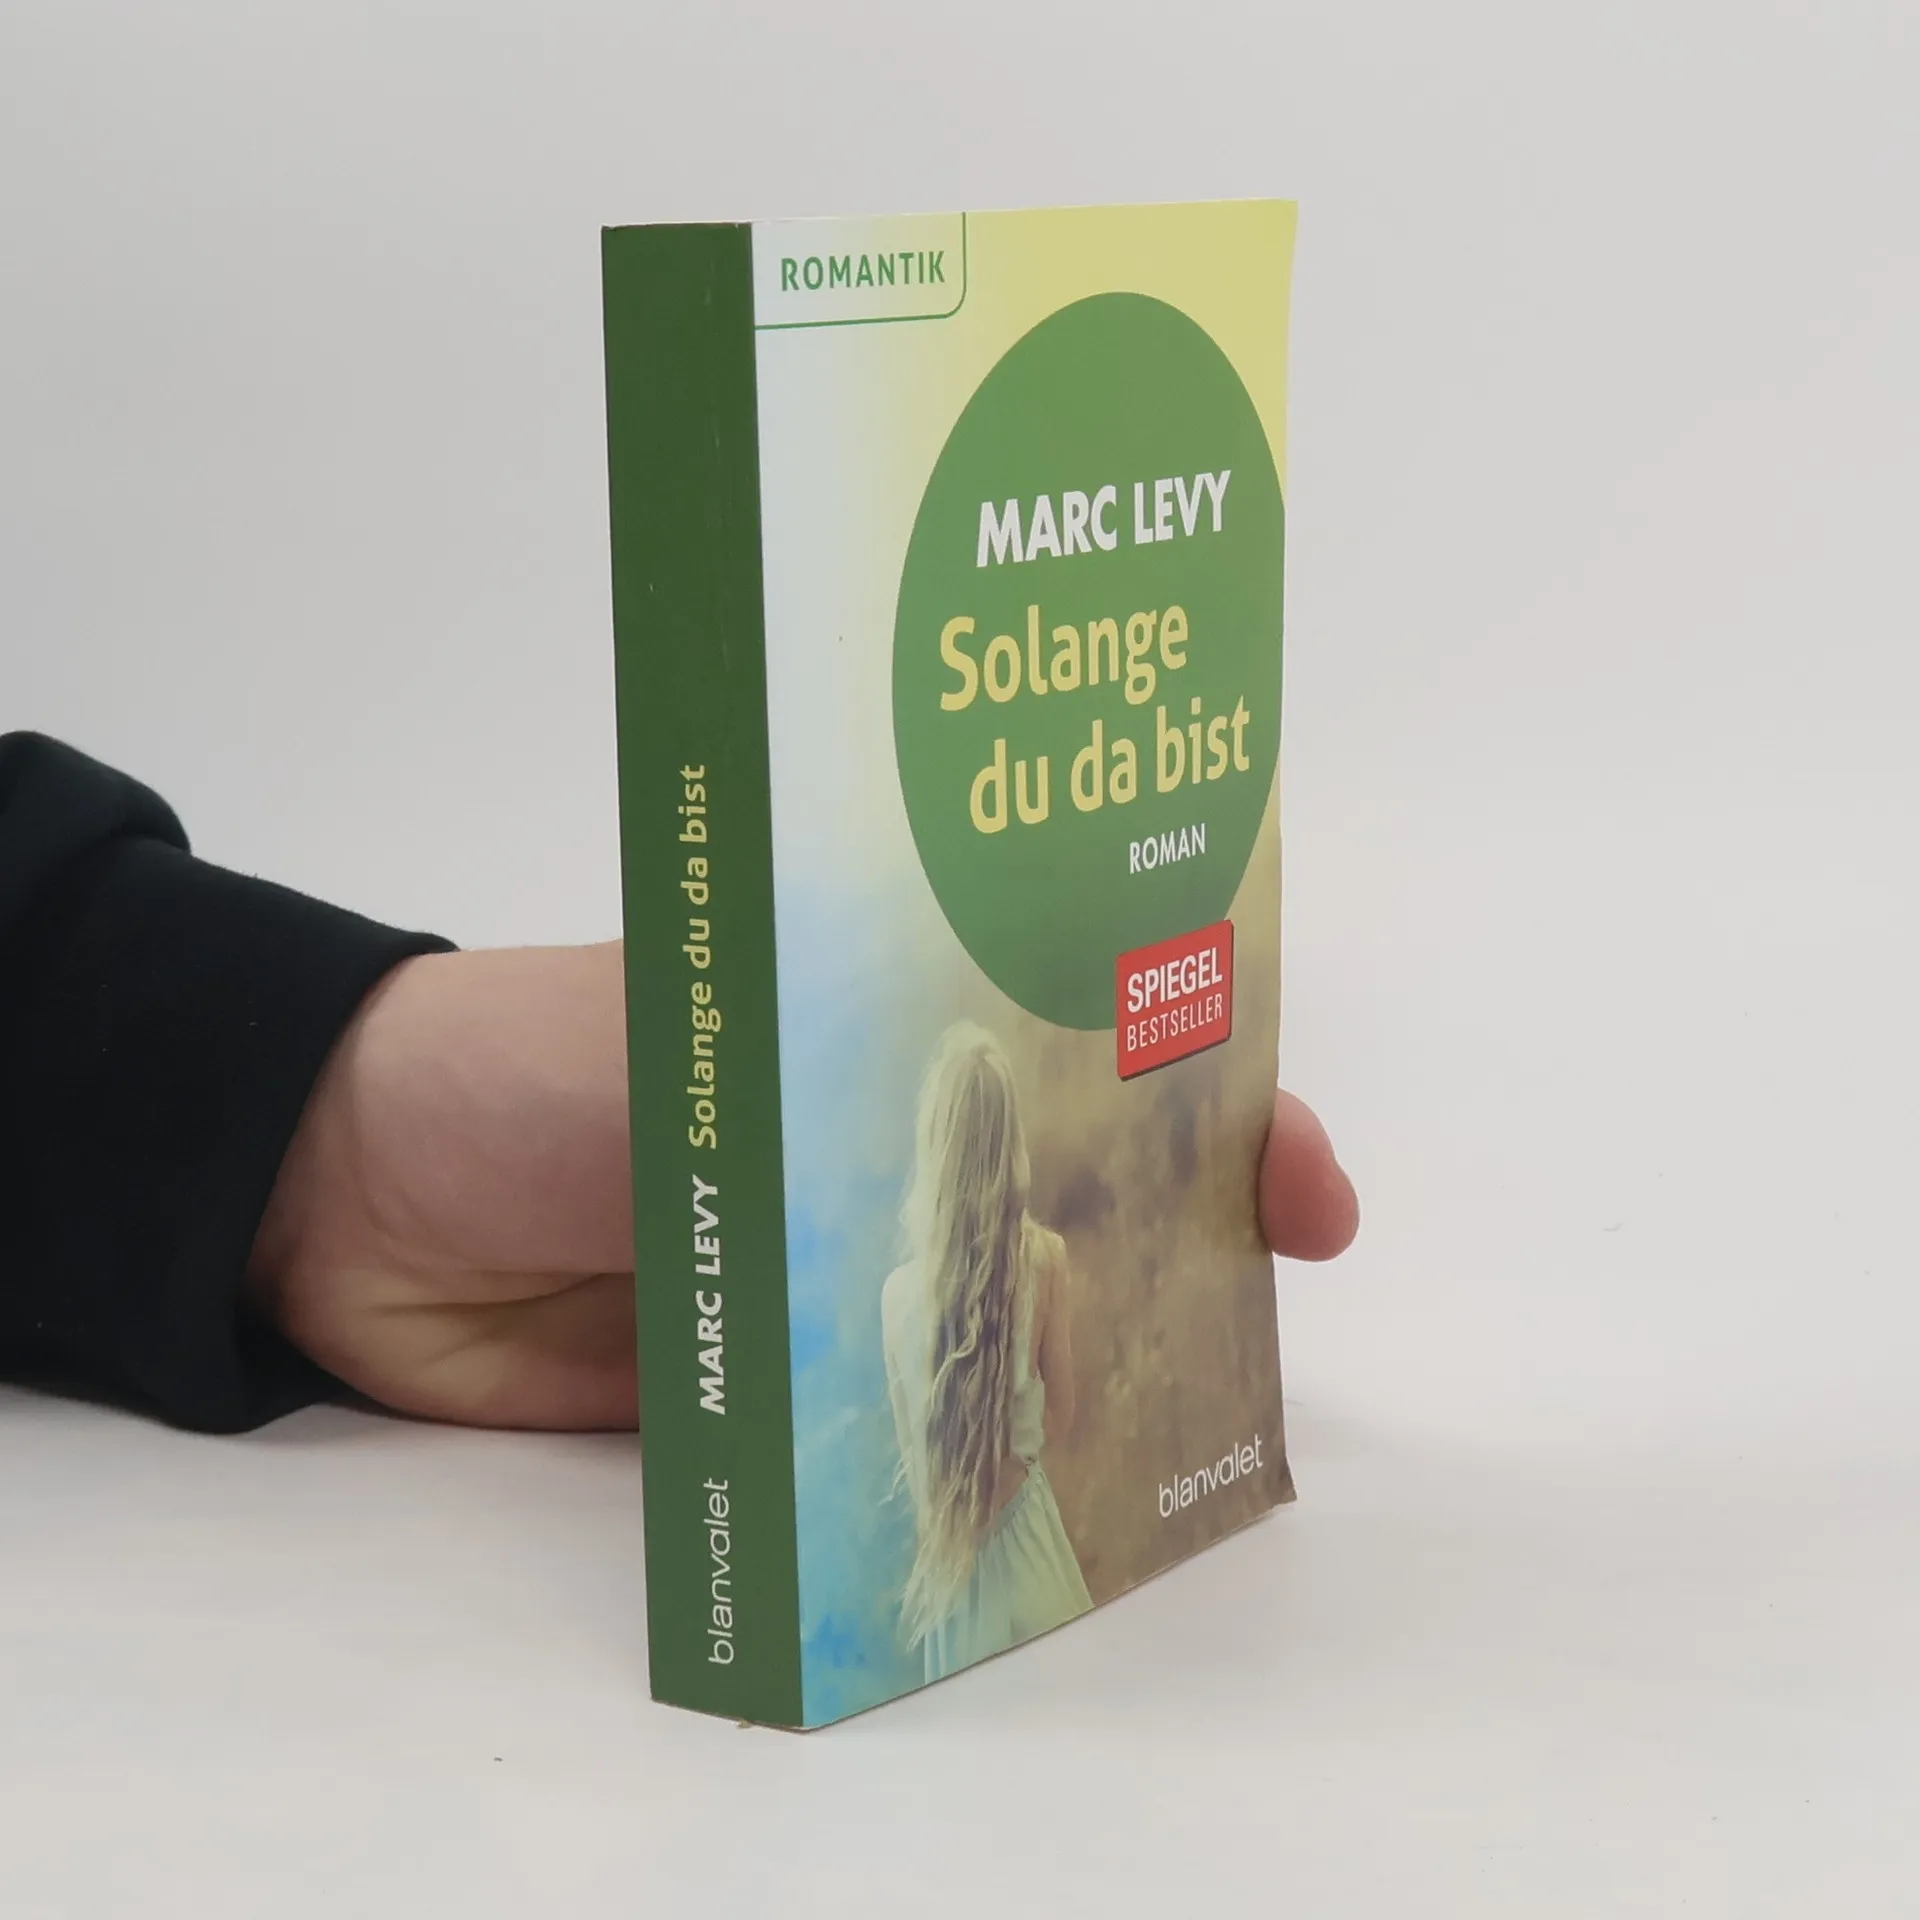 ROMANTIK
MARC LEVY
Solange
du da bist
ROMAN
SPIEGEL
BESTSELLER
blanvalet
blanvalet MARC LEVY Solange du da bist